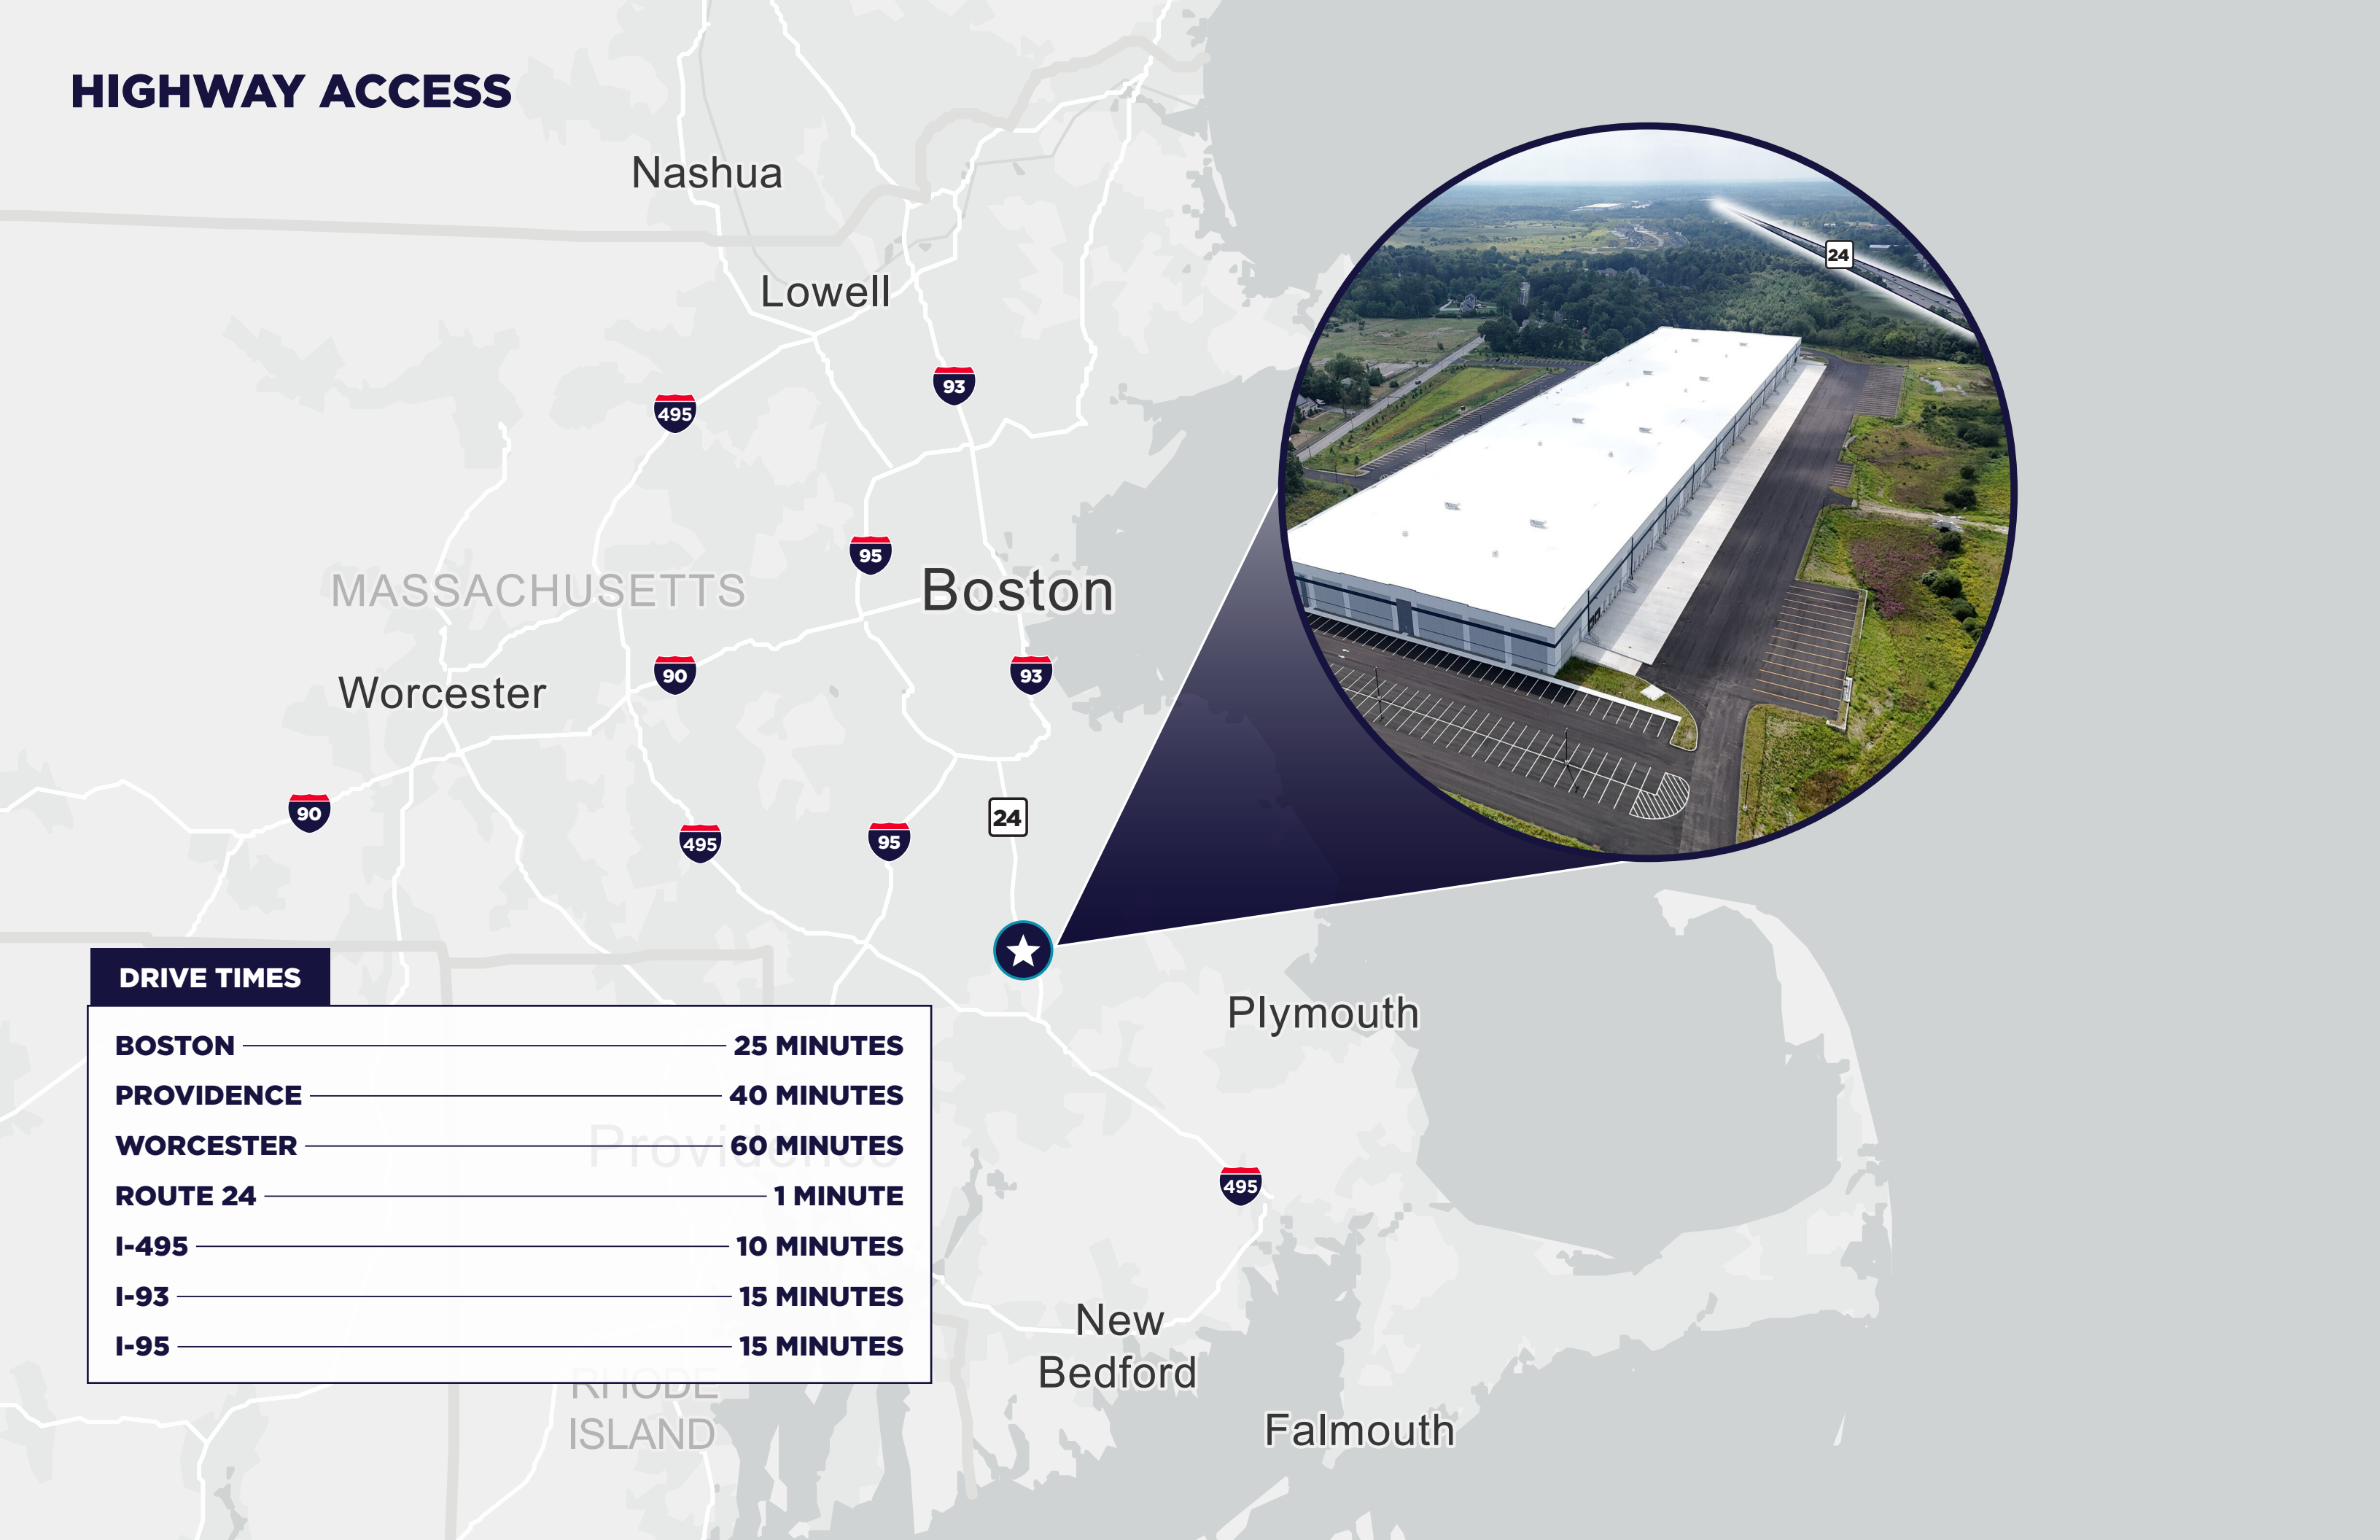 HIGHWAY ACCESS
Nashua
24
Lowell
93
495
95
MASSACHUSETTS
Boston
90
93
Worcester
90
24
495
95
DRIVE TIMES
Plymouth
BOSTON 25 MINUTES
PROVIDENCE 40 MINUTES
Providence
WORCESTER 60 MINUTES
ROUTE 24 1 MINUTE
495
I-495 10 MINUTES
I-93 15 MINUTES
New
Bedford
I-95 15 MINUTES
RHODE
ISLAND
Falmouth